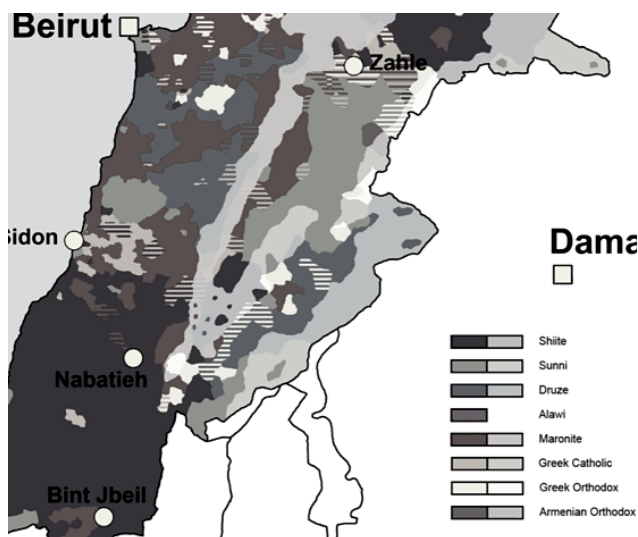 Beirut
Zahle
Sidon
Dama
Nabatieh
Bint Jbeil
Shiite
Sunni
Druze
Alawi
Maronite
Greek Catholic
Greek Orthodox
Armenian Orthodox